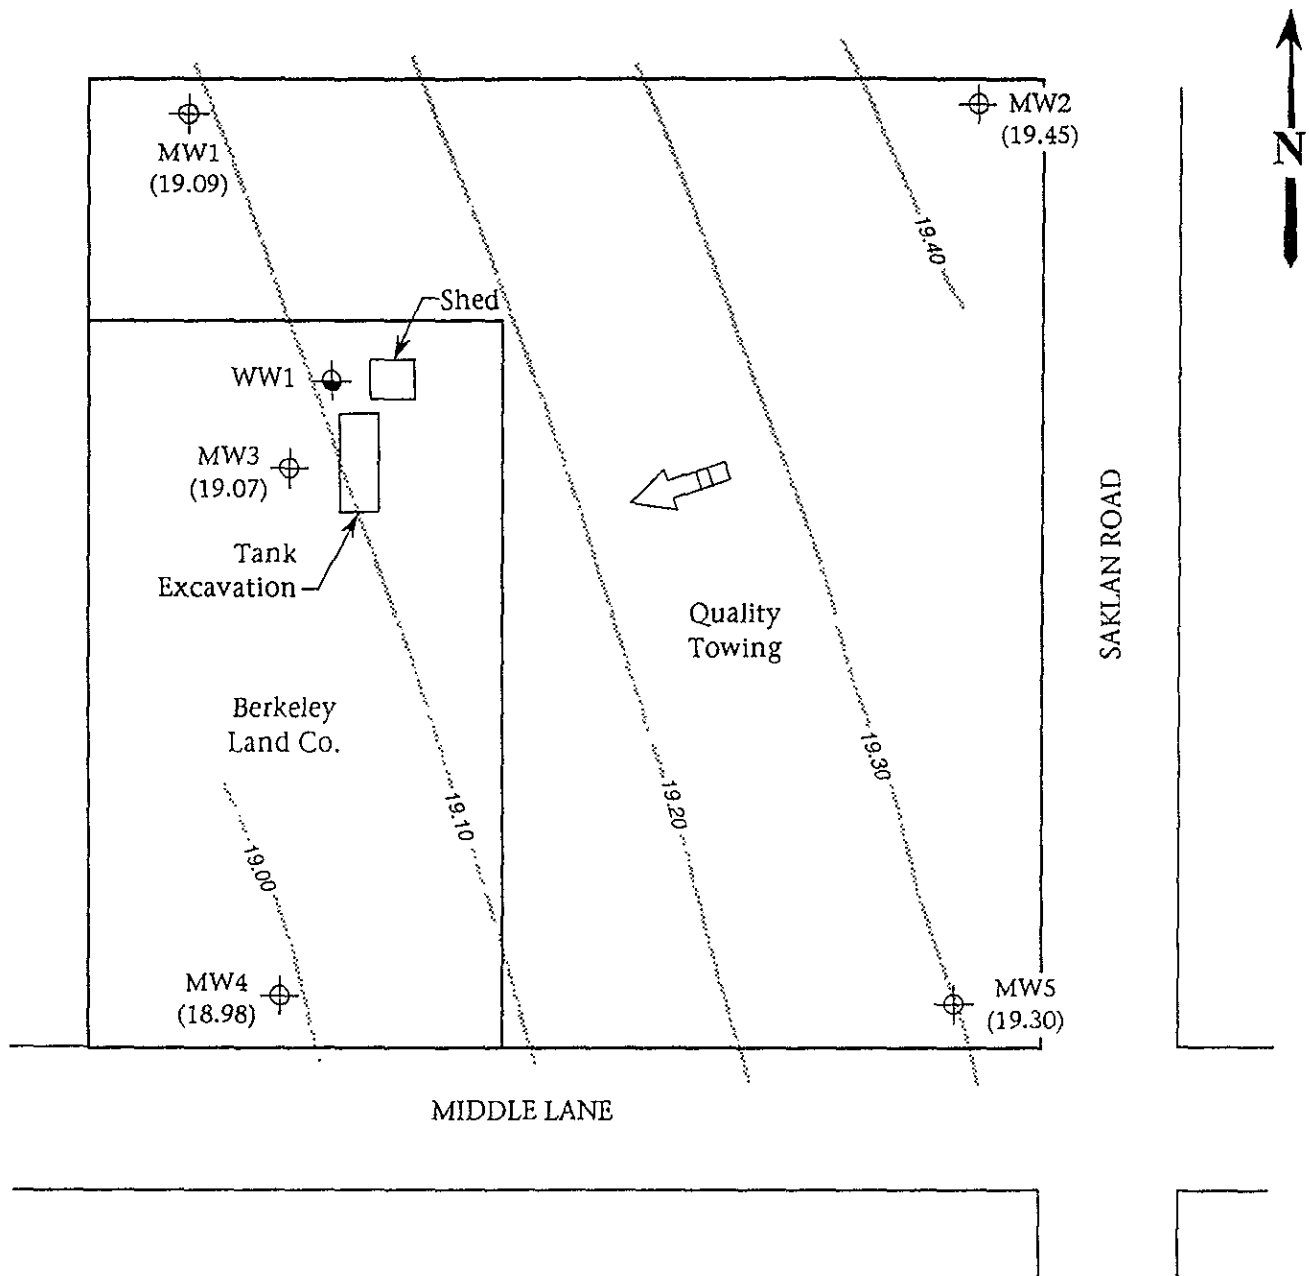 MW1
(19.09)
MW2
(19.45)
N
19.40
Shed
WW1
MW3
(19.07)
Tank
Excavation
SAKLAN ROAD
Quality
Towing
Berkeley
Land Co.
19.30
19.20
19.10
19.00
MW4
(18.98)
MW5
(19.30)
MIDDLE LANE